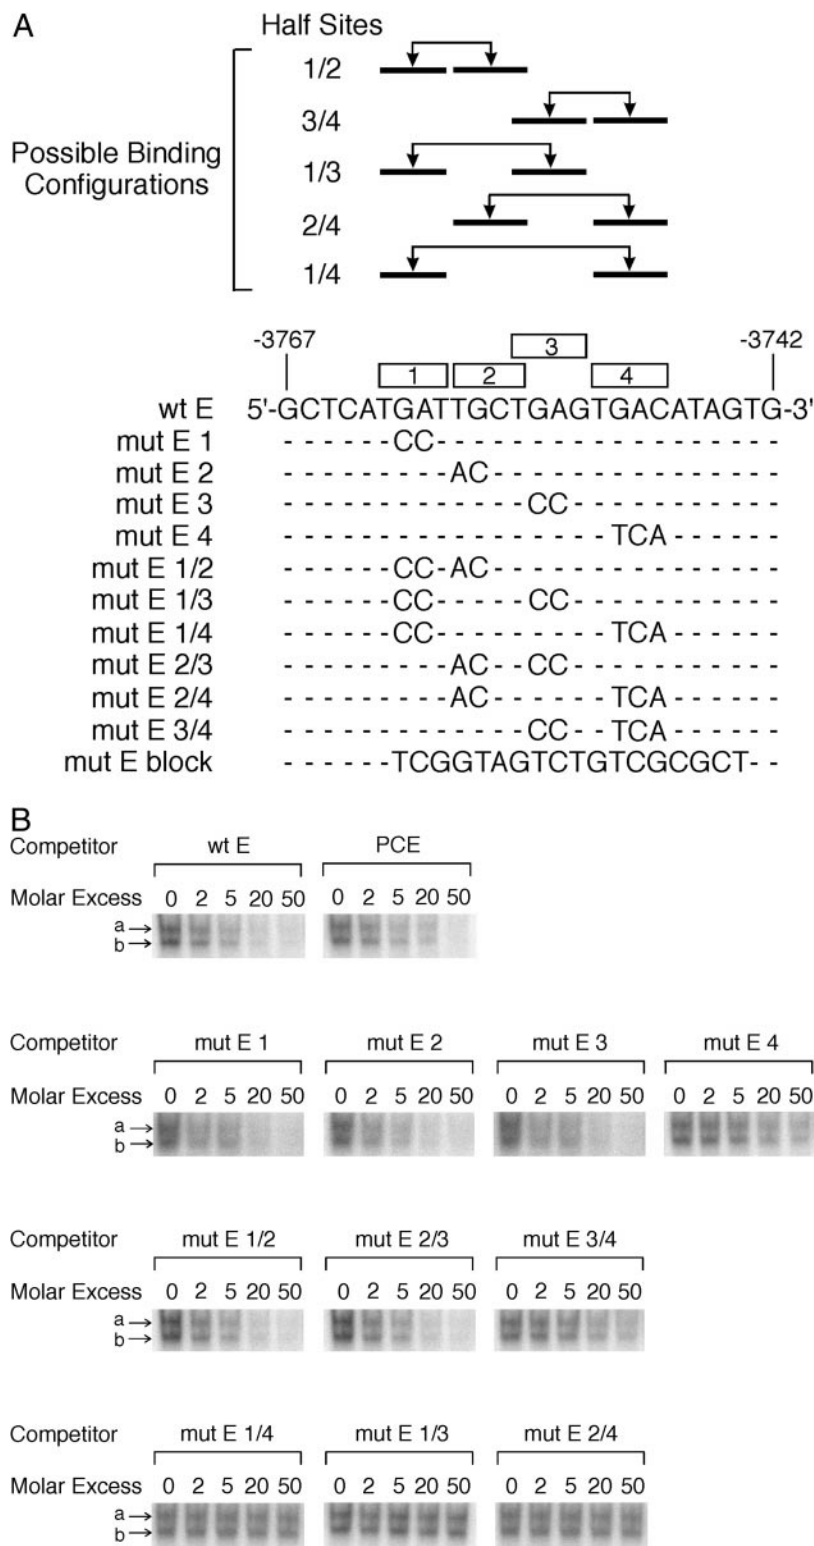 A
Half Sites
1/2
3/4
Possible Binding
Configurations
1/3
2/4
1/4
-3767
-3742
3
1 2 4
wt E 5'-GCTCATGATTGCTGAGTGACATAGTG-3'
mut E 1 - - - - - - CC - - - - - - - - - - - - - - - - - -
mut E 2 - - - - - - - - - AC - - - - - - - - - - - - - - -
mut E 3 - - - - - - - - - - - - - CC - - - - - - - - - - -
mut E 4 - - - - - - - - - - - - - - - - - TCA - - - - - -
mut E 1/2 - - - - - - CC - AC - - - - - - - - - - - - - - -
mut E 1/3 - - - - - - CC - - - - - CC - - - - - - - - - - -
mut E 1/4 - - - - - - CC - - - - - - - - - TCA - - - - - -
mut E 2/3 - - - - - - - - - AC - - CC - - - - - - - - - - -
mut E 2/4 - - - - - - - - - AC - - - - - - TCA - - - - - -
mut E 3/4 - - - - - - - - - - - - - CC - - TCA - - - - - -
mut E block - - - - - - TCGGTAGTCTGTCGCGCT - -
B
Competitor wt E PCE
Molar Excess 0 2 5 20 50 0 2 5 20 50
a
b
Competitor mut E 1 mut E 2 mut E 3 mut E 4
Molar Excess 0 2 5 20 50 0 2 5 20 50 0 2 5 20 50 0 2 5 20 50
a
b
Competitor mut E 1/2 mut E 2/3 mut E 3/4
Molar Excess 0 2 5 20 50 0 2 5 20 50 0 2 5 20 50
a
b
Competitor mut E 1/4 mut E 1/3 mut E 2/4
Molar Excess 0 2 5 20 50 0 2 5 20 50 0 2 5 20 50
a
b